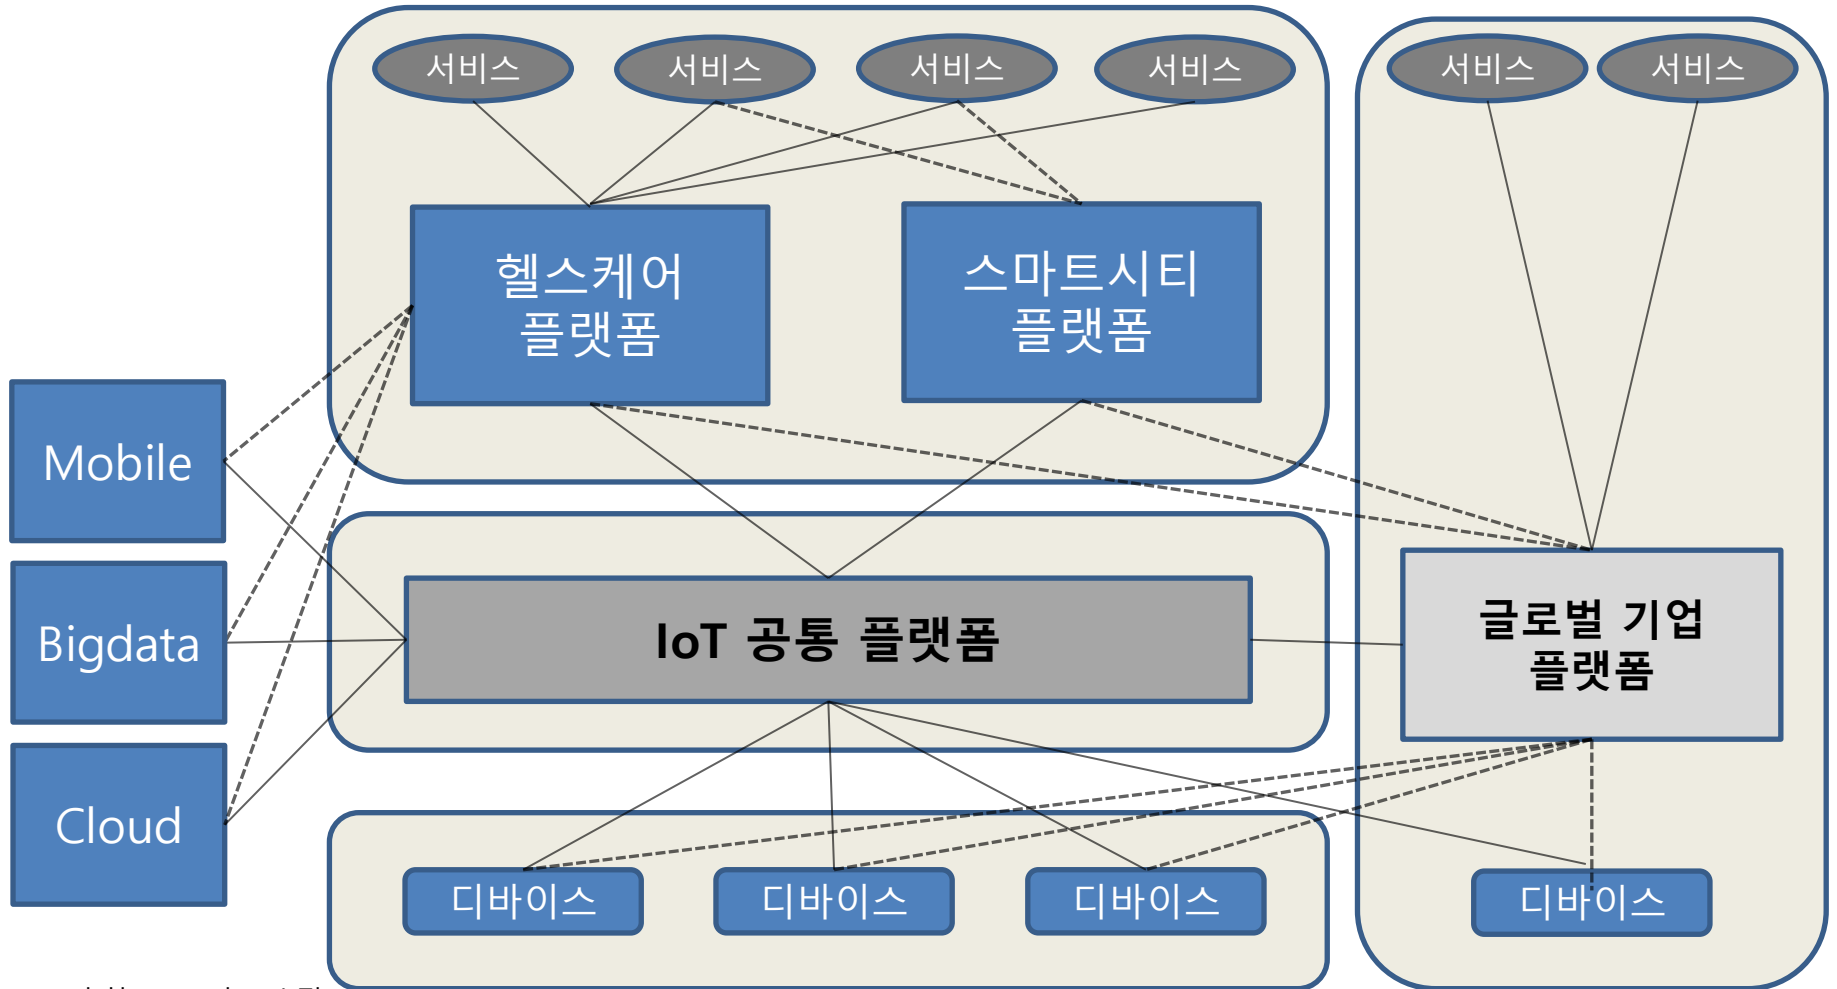 서비스
서비스
서비스
서비스
서비스
서비스
헬스케어
플랫폼
스마트시티
플랫폼
Mobile
Bigdata
Cloud
IoT 공통 플랫폼
글로벌 기업
플랫폼
디바이스
디바이스
디바이스
디바이스